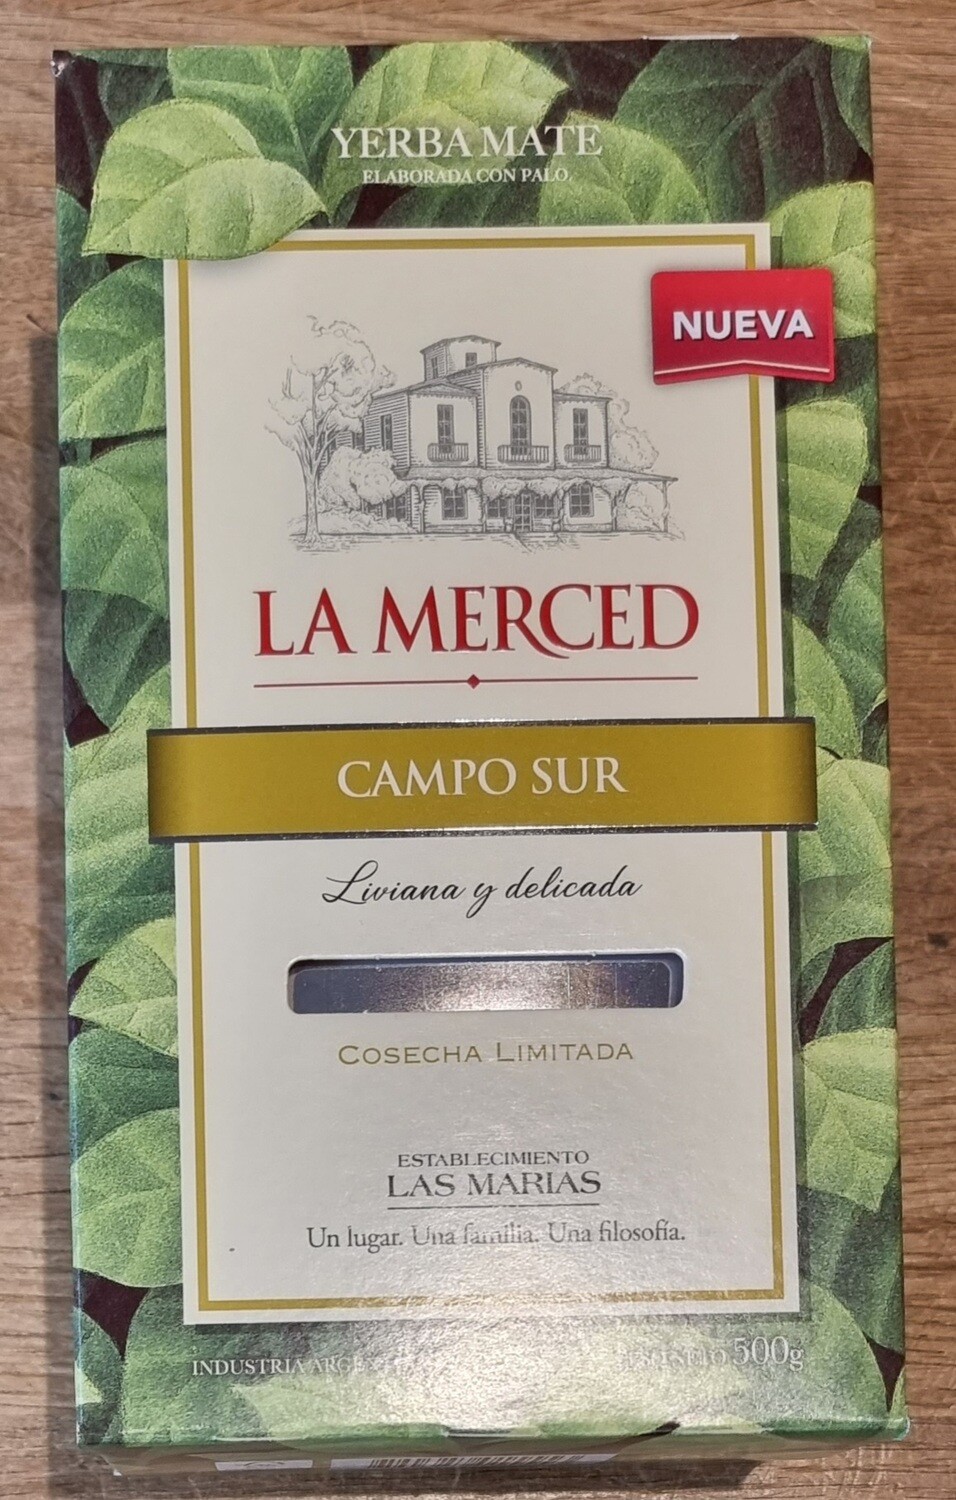 YERBA MATE
ELABORADA CON PALO.
NUEVA
LA MERCED
CAMPO SUR
Liviana y delicada
COSECHA LIMITADA
ESTABLECIMIENTO
LAS MARIAS
Un lugar. Una familia. Una filosofía.
INDUSTRIA 500g